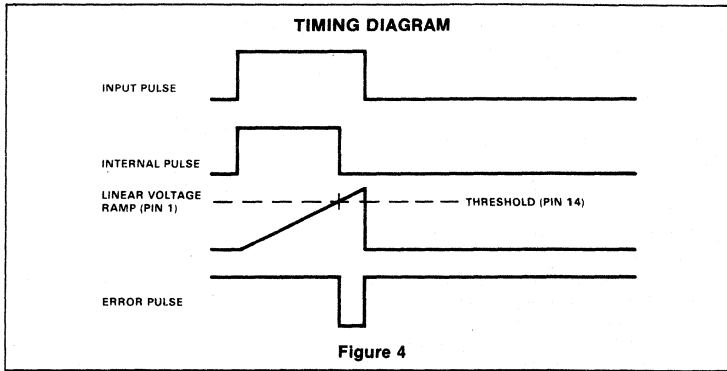 TIMING DIAGRAM
INPUT PULSE
INTERNAL PULSE
LINEAR VOLTAGE
RAMP (PIN 1)
THRESHOLD (PIN 14)
ERROR PULSE
Figure 4